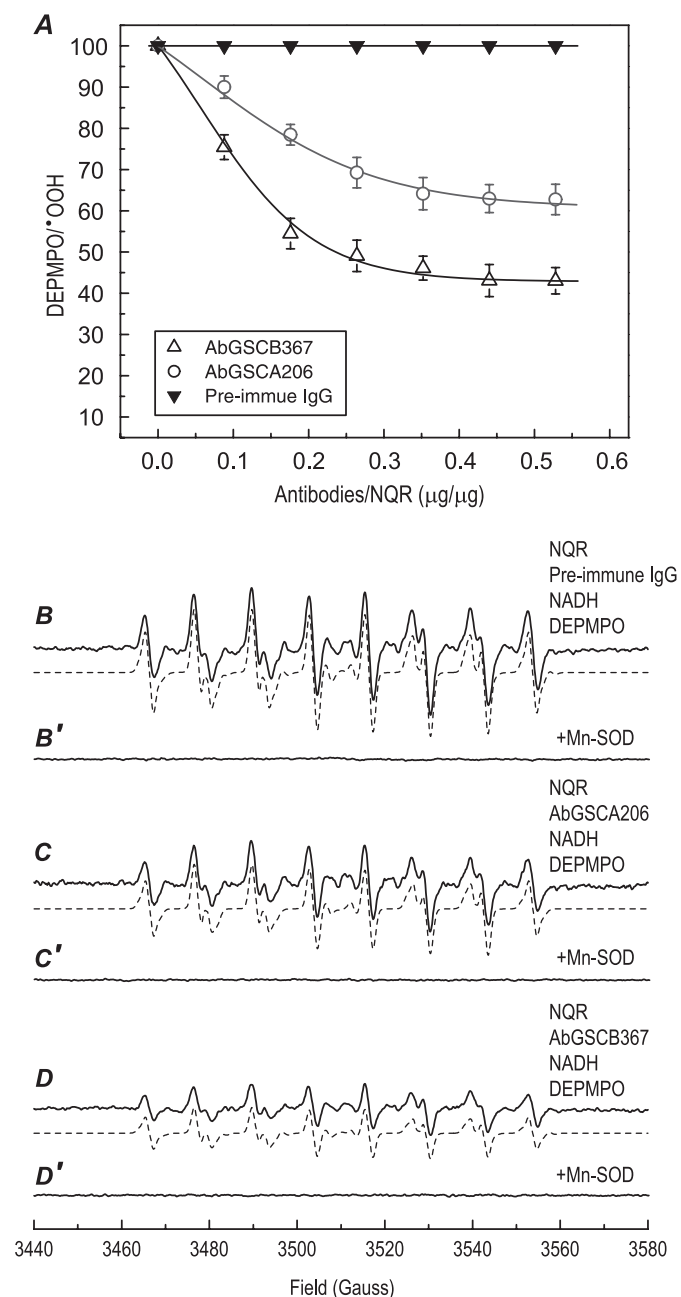 A
100
90
80
70
60
50
40
30
20
10
DEPMPO/•OOH
AbGSCB367
AbGSCA206
Pre-immue IgG
0.0 0.1 0.2 0.3 0.4 0.5 0.6
Antibodies/NQR (µg/µg)
B
NQR
Pre-immune IgG
NADH
DEPMPO
B'
+Mn-SOD
C
NQR
AbGSCA206
NADH
DEPMPO
C'
+Mn-SOD
D
NQR
AbGSCB367
NADH
DEPMPO
D'
+Mn-SOD
3440 3460 3480 3500 3520 3540 3560 3580
Field (Gauss)